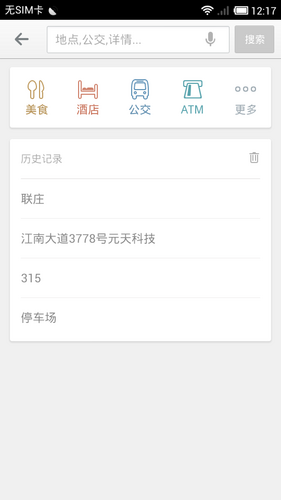 无SIM卡
12:17
地点,公交,详情...
搜索
美食
酒店
公交
ATM
更多
历史记录
联庄
江南大道3778号元天科技
315
停车场